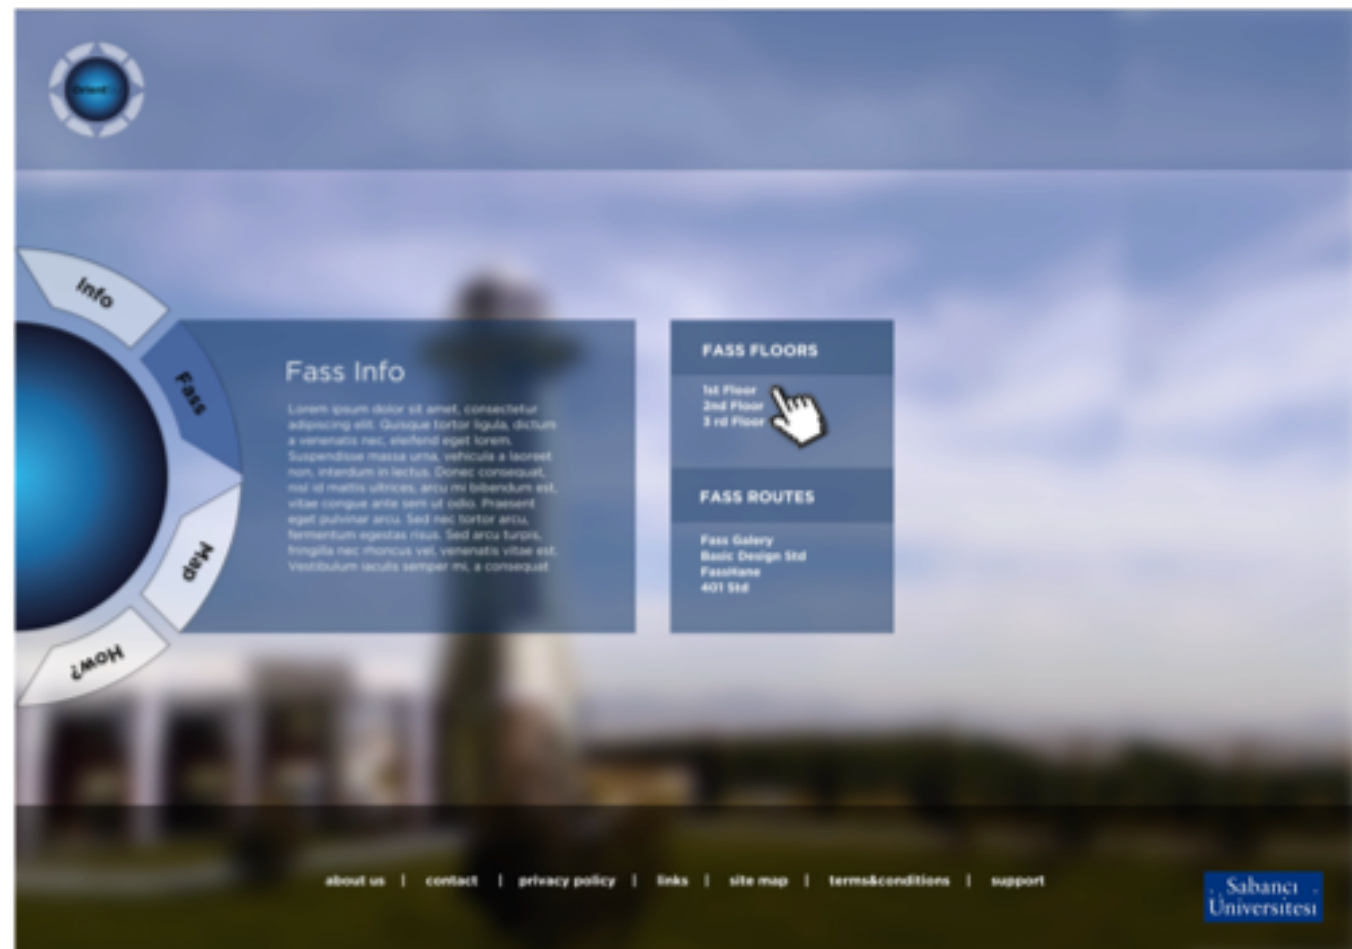 Orient
Info
Fass
Map
How?
Fass Info
Lorem ipsum dolor sit amet, consectetur
adipiscing elit. Quisque tortor ligula, dictum
a venenatis nec, eleifend eget lorem.
Suspendisse massa urna, vehicula a laoreet
non, interdum in lectus. Donec consequat,
nisl id mattis ultrices, arcu mi bibendum est,
vitae congue ante sem ut odio. Praesent
eget pulvinar arcu. Sed nec tortor arcu,
fermentum egestas risus. Sed arcu turpis,
fringilla nec rhoncus vel, venenatis vitae est.
Vestibulum iaculis semper mi, a consequat
FASS FLOORS
1st Floor
2nd Floor
3 rd Floor
FASS ROUTES
Fass Galery
Basic Design Std
FassHane
401 Std
about us | contact | privacy policy | links | site map | terms&conditions | support
Sabancı
Üniversitesi